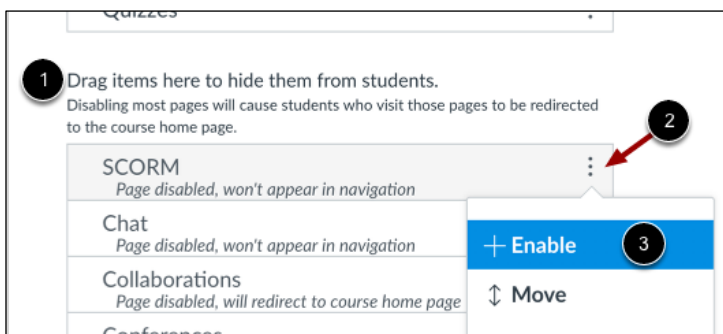 Quizzes
1
Drag items here to hide them from students.
Disabling most pages will cause students who visit those pages to be redirected
to the course home page.
2
SCORM
Page disabled, won't appear in navigation
Chat
Page disabled, won't appear in navigation
Enable
3
Collaborations
Page disabled, will redirect to course home page
Move
Conferences